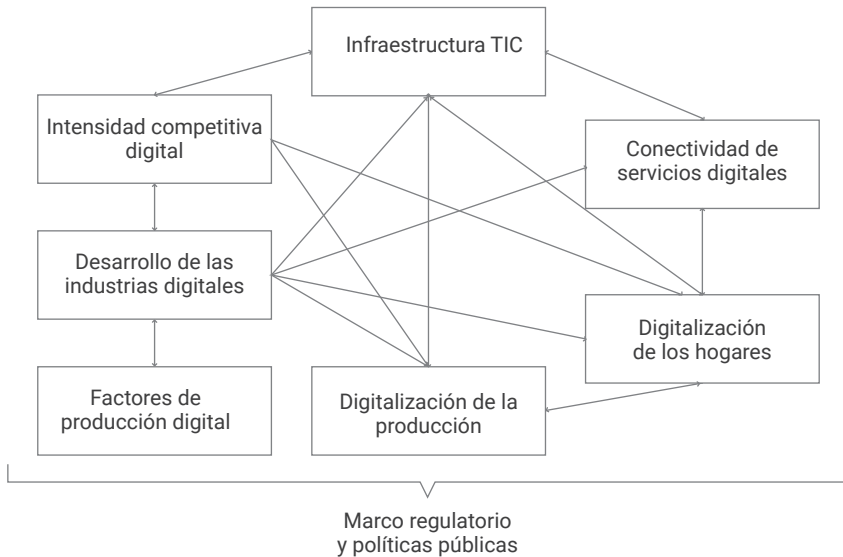 Infraestructura TIC
Intensidad competitiva
digital
Conectividad de
servicios digitales
Desarrollo de las
industrias digitales
Digitalización
de los hogares
Factores de
producción digital
Digitalización de la
producción
Marco regulatorio
y políticas públicas